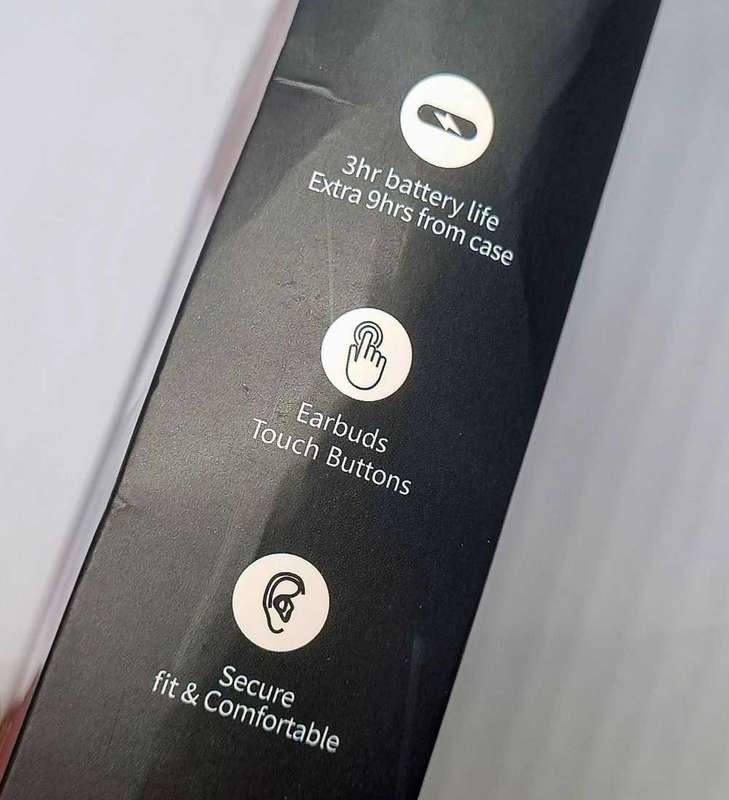 3hr battery life
Extra 9hrs from case
Earbuds
Touch Buttons
Secure
fit & Comfortable